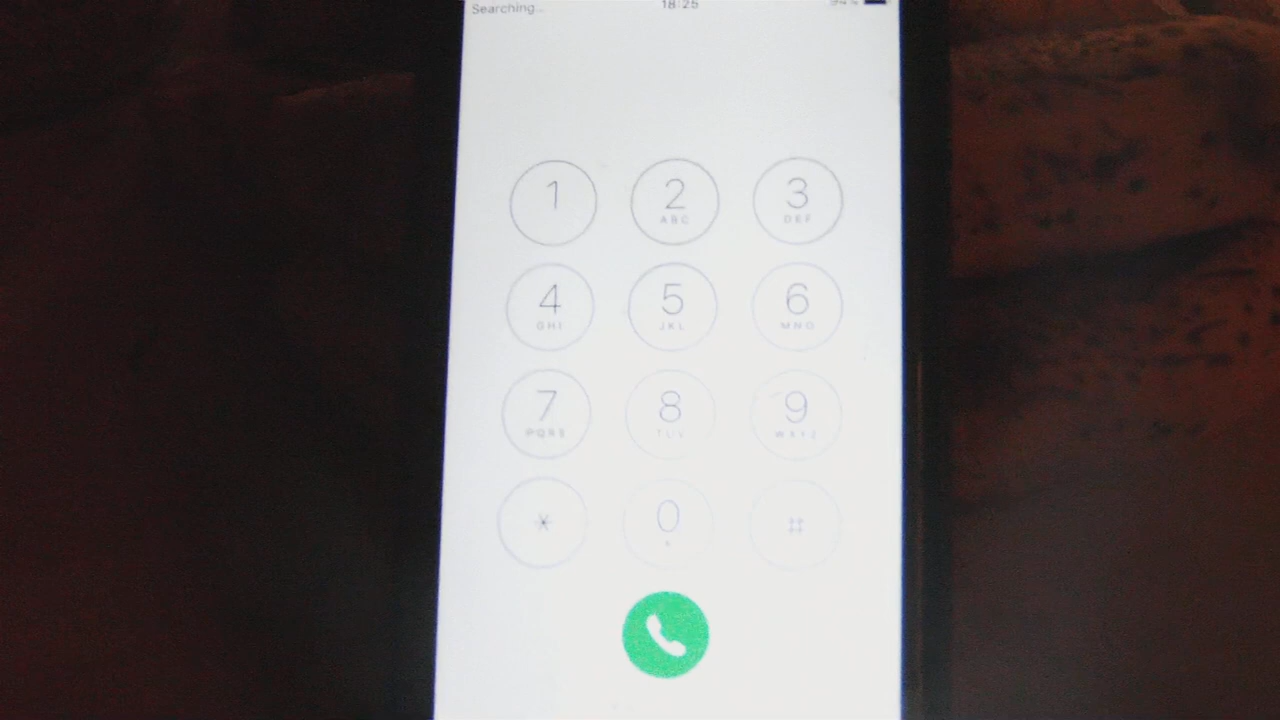 Searching...
18:25
1 2 3
ABC DEF
4 5 6
GHI JKL MNO
7 8 9
PQRS TUV WXYZ
* 0 #
+